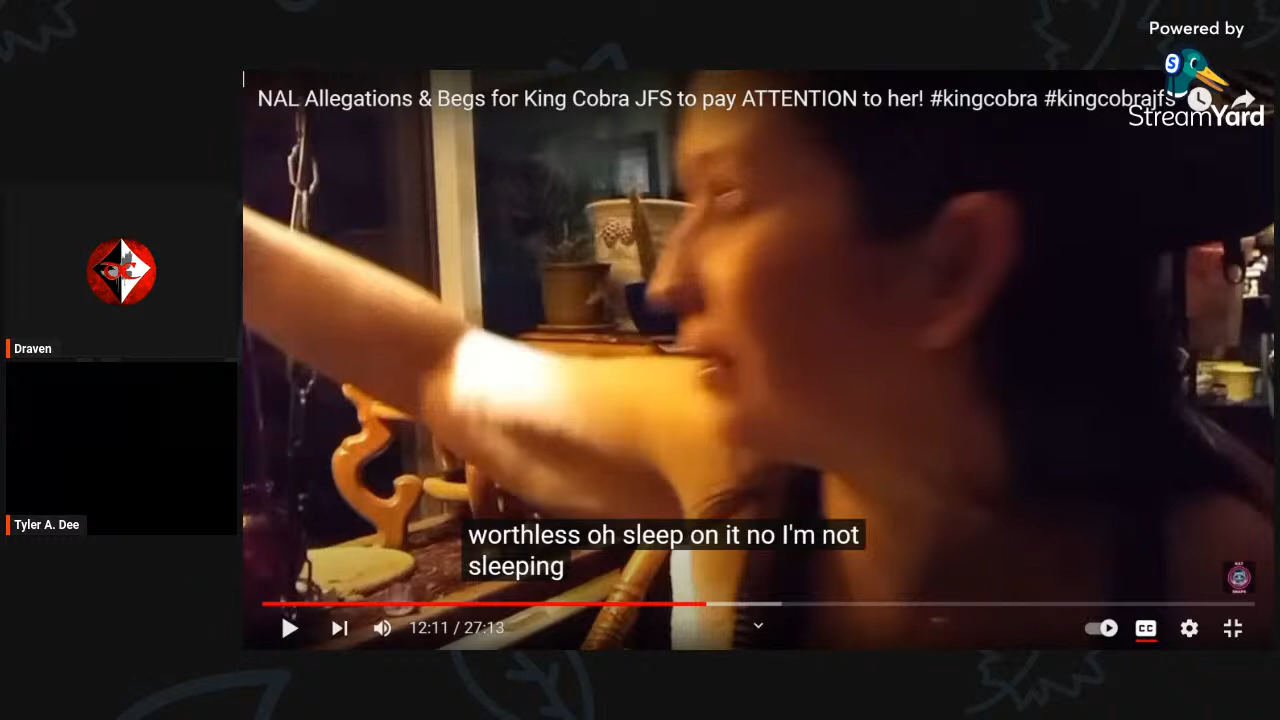 Powered by
StreamYard
NAL Allegations & Begs for King Cobra JFS to pay ATTENTION to her! #kingcobra #kingcobrajfs
Draven
Tyler A. Dee
worthless oh sleep on it no I'm not
sleeping
12:11 / 27:13
CC